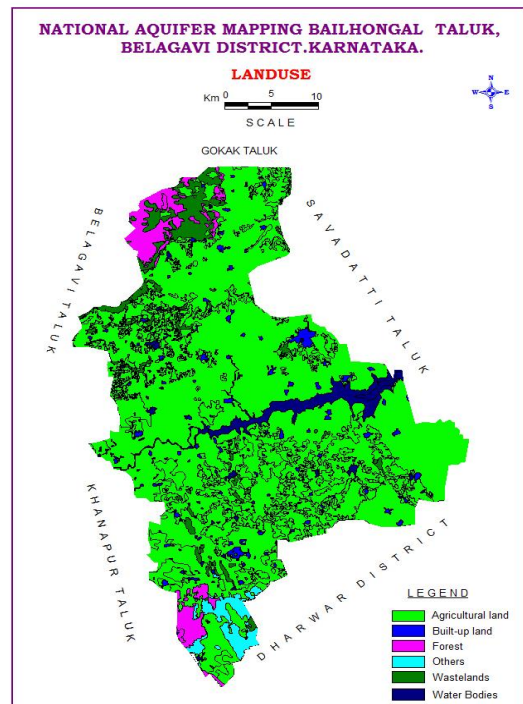 NATIONAL AQUIFER MAPPING BAILHONGAL TALUK,
BELAGAVI DISTRICT.KARNATAKA.
LANDUSE
Km 0 5 10
SCALE
N
W E
S
GOKAK TALUK
BELAGAVI TALUK
SAVADATTI TALUK
KHANAPUR TALUK
DHARWAR DISTRICT
LEGEND
Agricultural land
Built-up land
Forest
Others
Wastelands
Water Bodies